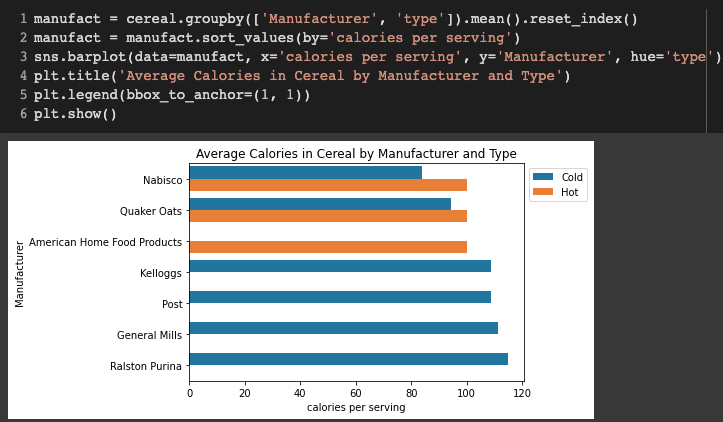 1 manufact = cereal.groupby(['Manufacturer', 'type']).mean().reset_index()
2 manufact = manufact.sort_values(by='calories per serving')
3 sns.barplot(data=manufact, x='calories per serving', y='Manufacturer', hue='type')
4 plt.title('Average Calories in Cereal by Manufacturer and Type')
5 plt.legend(bbox_to_anchor=(1, 1))
6 plt.show()
Average Calories in Cereal by Manufacturer and Type
Cold
Hot
Manufacturer
Nabisco
Quaker Oats
American Home Food Products
Kelloggs
Post
General Mills
Ralston Purina
0 20 40 60 80 100 120
calories per serving